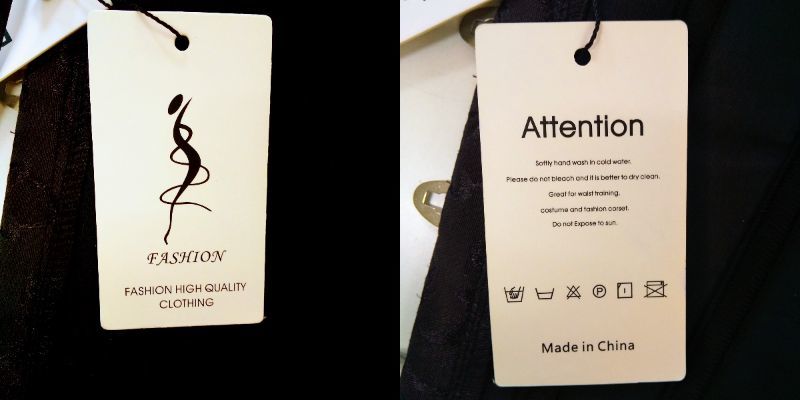 FASHION
FASHION HIGH QUALITY
CLOTHING
Attention
Softly hand wash in cold water.
Please do not bleach and it is better to dry clean.
Great for waist training,
costume and fashion corset.
Do not Expose to sun.
P
Made in China